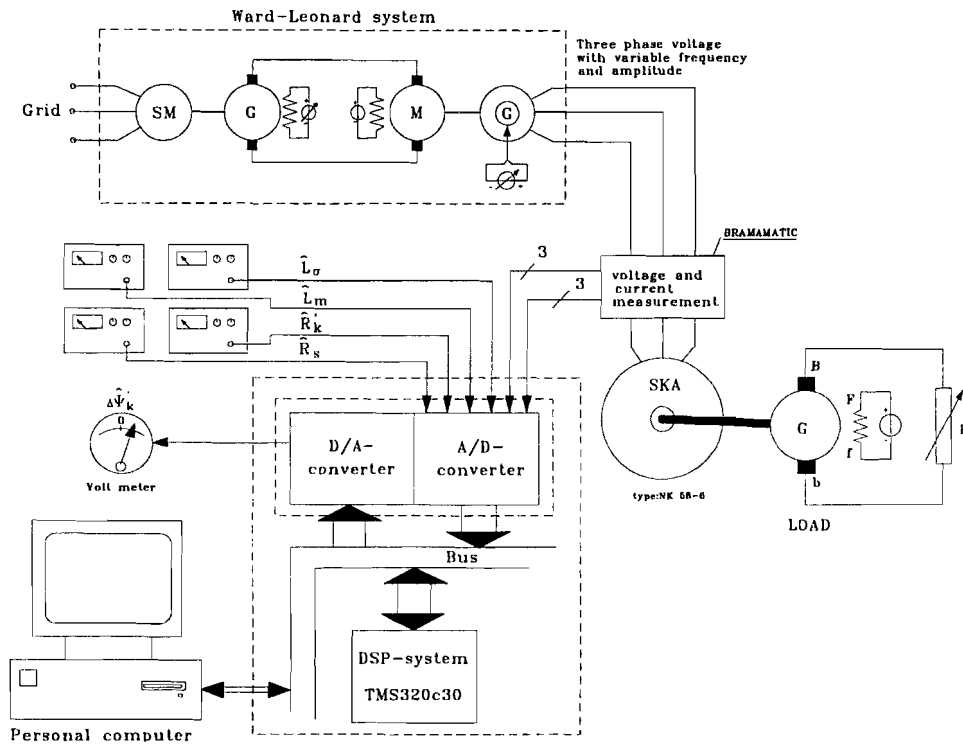 Ward-Leonard system
Three phase voltage
with variable frequency
and amplitude
Grid
SM
G
M
G
BRAMAMATIC
3
3
voltage and
current
measurement
L̂σ
L̂m
R̂'k
R̂s
ΔΨ̂'k
0
Volt meter
D/A-
converter
A/D-
converter
SKA
type:NK 68-6
B
F
G
f
b
LOAD
Bus
DSP-system
TMS320c30
Personal computer